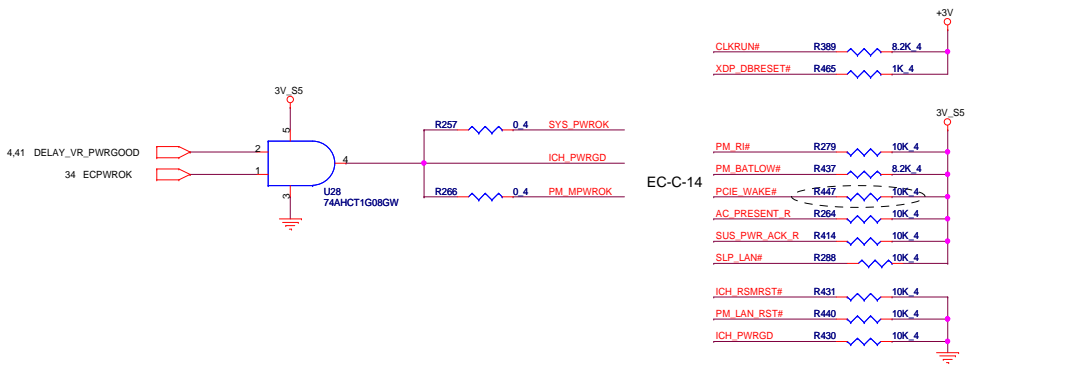 3V_S5
5
4,41 DELAY_VR_PWRGOOD 2
34 ECPWROK 1
4
3
U28
74AHCT1G08GW
R257 0_4 SYS_PWROK
ICH_PWRGD
R266 0_4 PM_MPWROK
EC-C-14
+3V
CLKRUN# R389 8.2K_4
XDP_DBRESET# R465 1K_4
3V_S5
PM_RI# R279 10K_4
PM_BATLOW# R437 8.2K_4
PCIE_WAKE# R447 10K_4
AC_PRESENT_R R264 10K_4
SUS_PWR_ACK_R R414 10K_4
SLP_LAN# R288 10K_4
ICH_RSMRST# R431 10K_4
PM_LAN_RST# R440 10K_4
ICH_PWRGD R430 10K_4